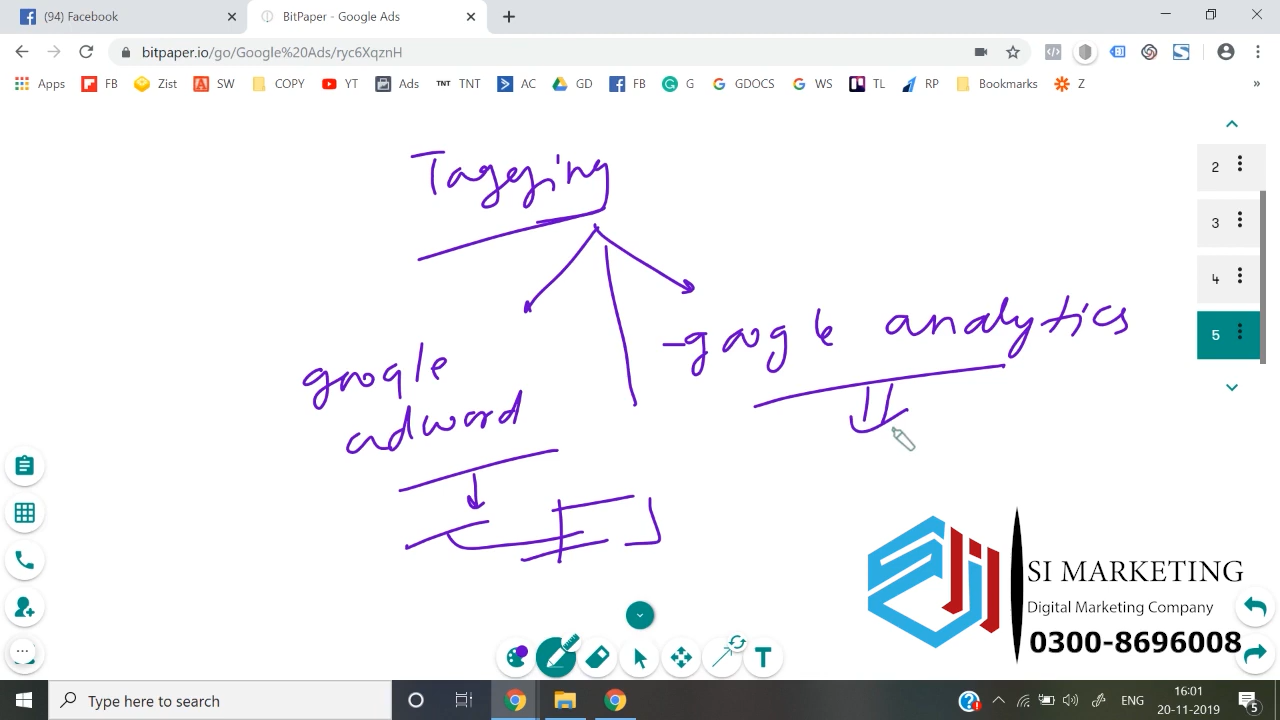 (94) Facebook
BitPaper - Google Ads
bitpaper.io/go/Google%20Ads/ryc6XqznH
Apps FB Zist SW COPY YT Ads TNT TNT AC GD FB G GDOCS WS TL RP Bookmarks Z »
Tagging
google
adword
google analytics
2
3
4
5
SI MARKETING
Digital Marketing Company
0300-8696008
T
Type here to search
ENG
16:01
20-11-2019
5